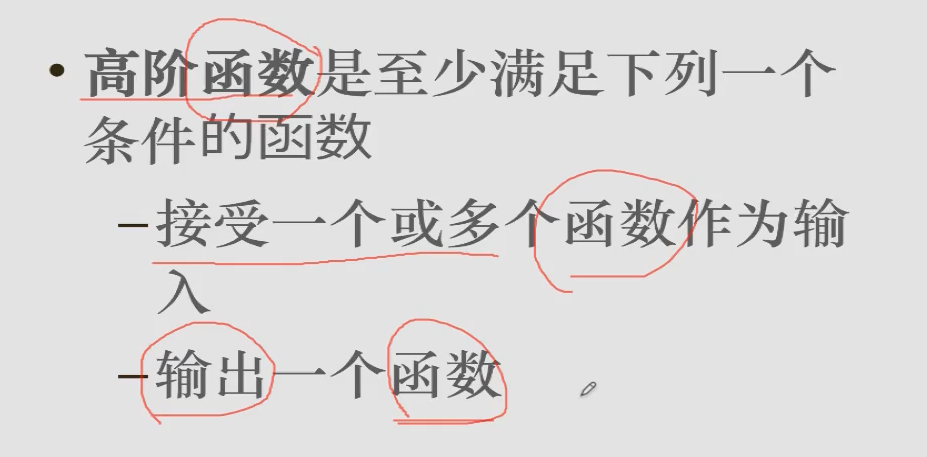 • 高阶函数是至少满足下列一个
条件的函数
–接受一个或多个函数作为输
入
–输出一个函数